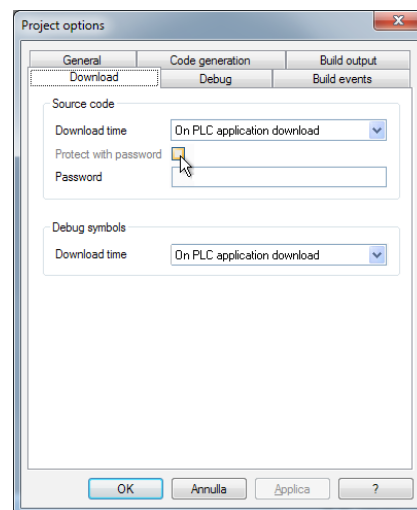 Project options
General Code generation Build output
Download Debug Build events
Source code
Download time On PLC application download
Protect with password
Password
Debug symbols
Download time On PLC application download
OK Annulla Applica ?